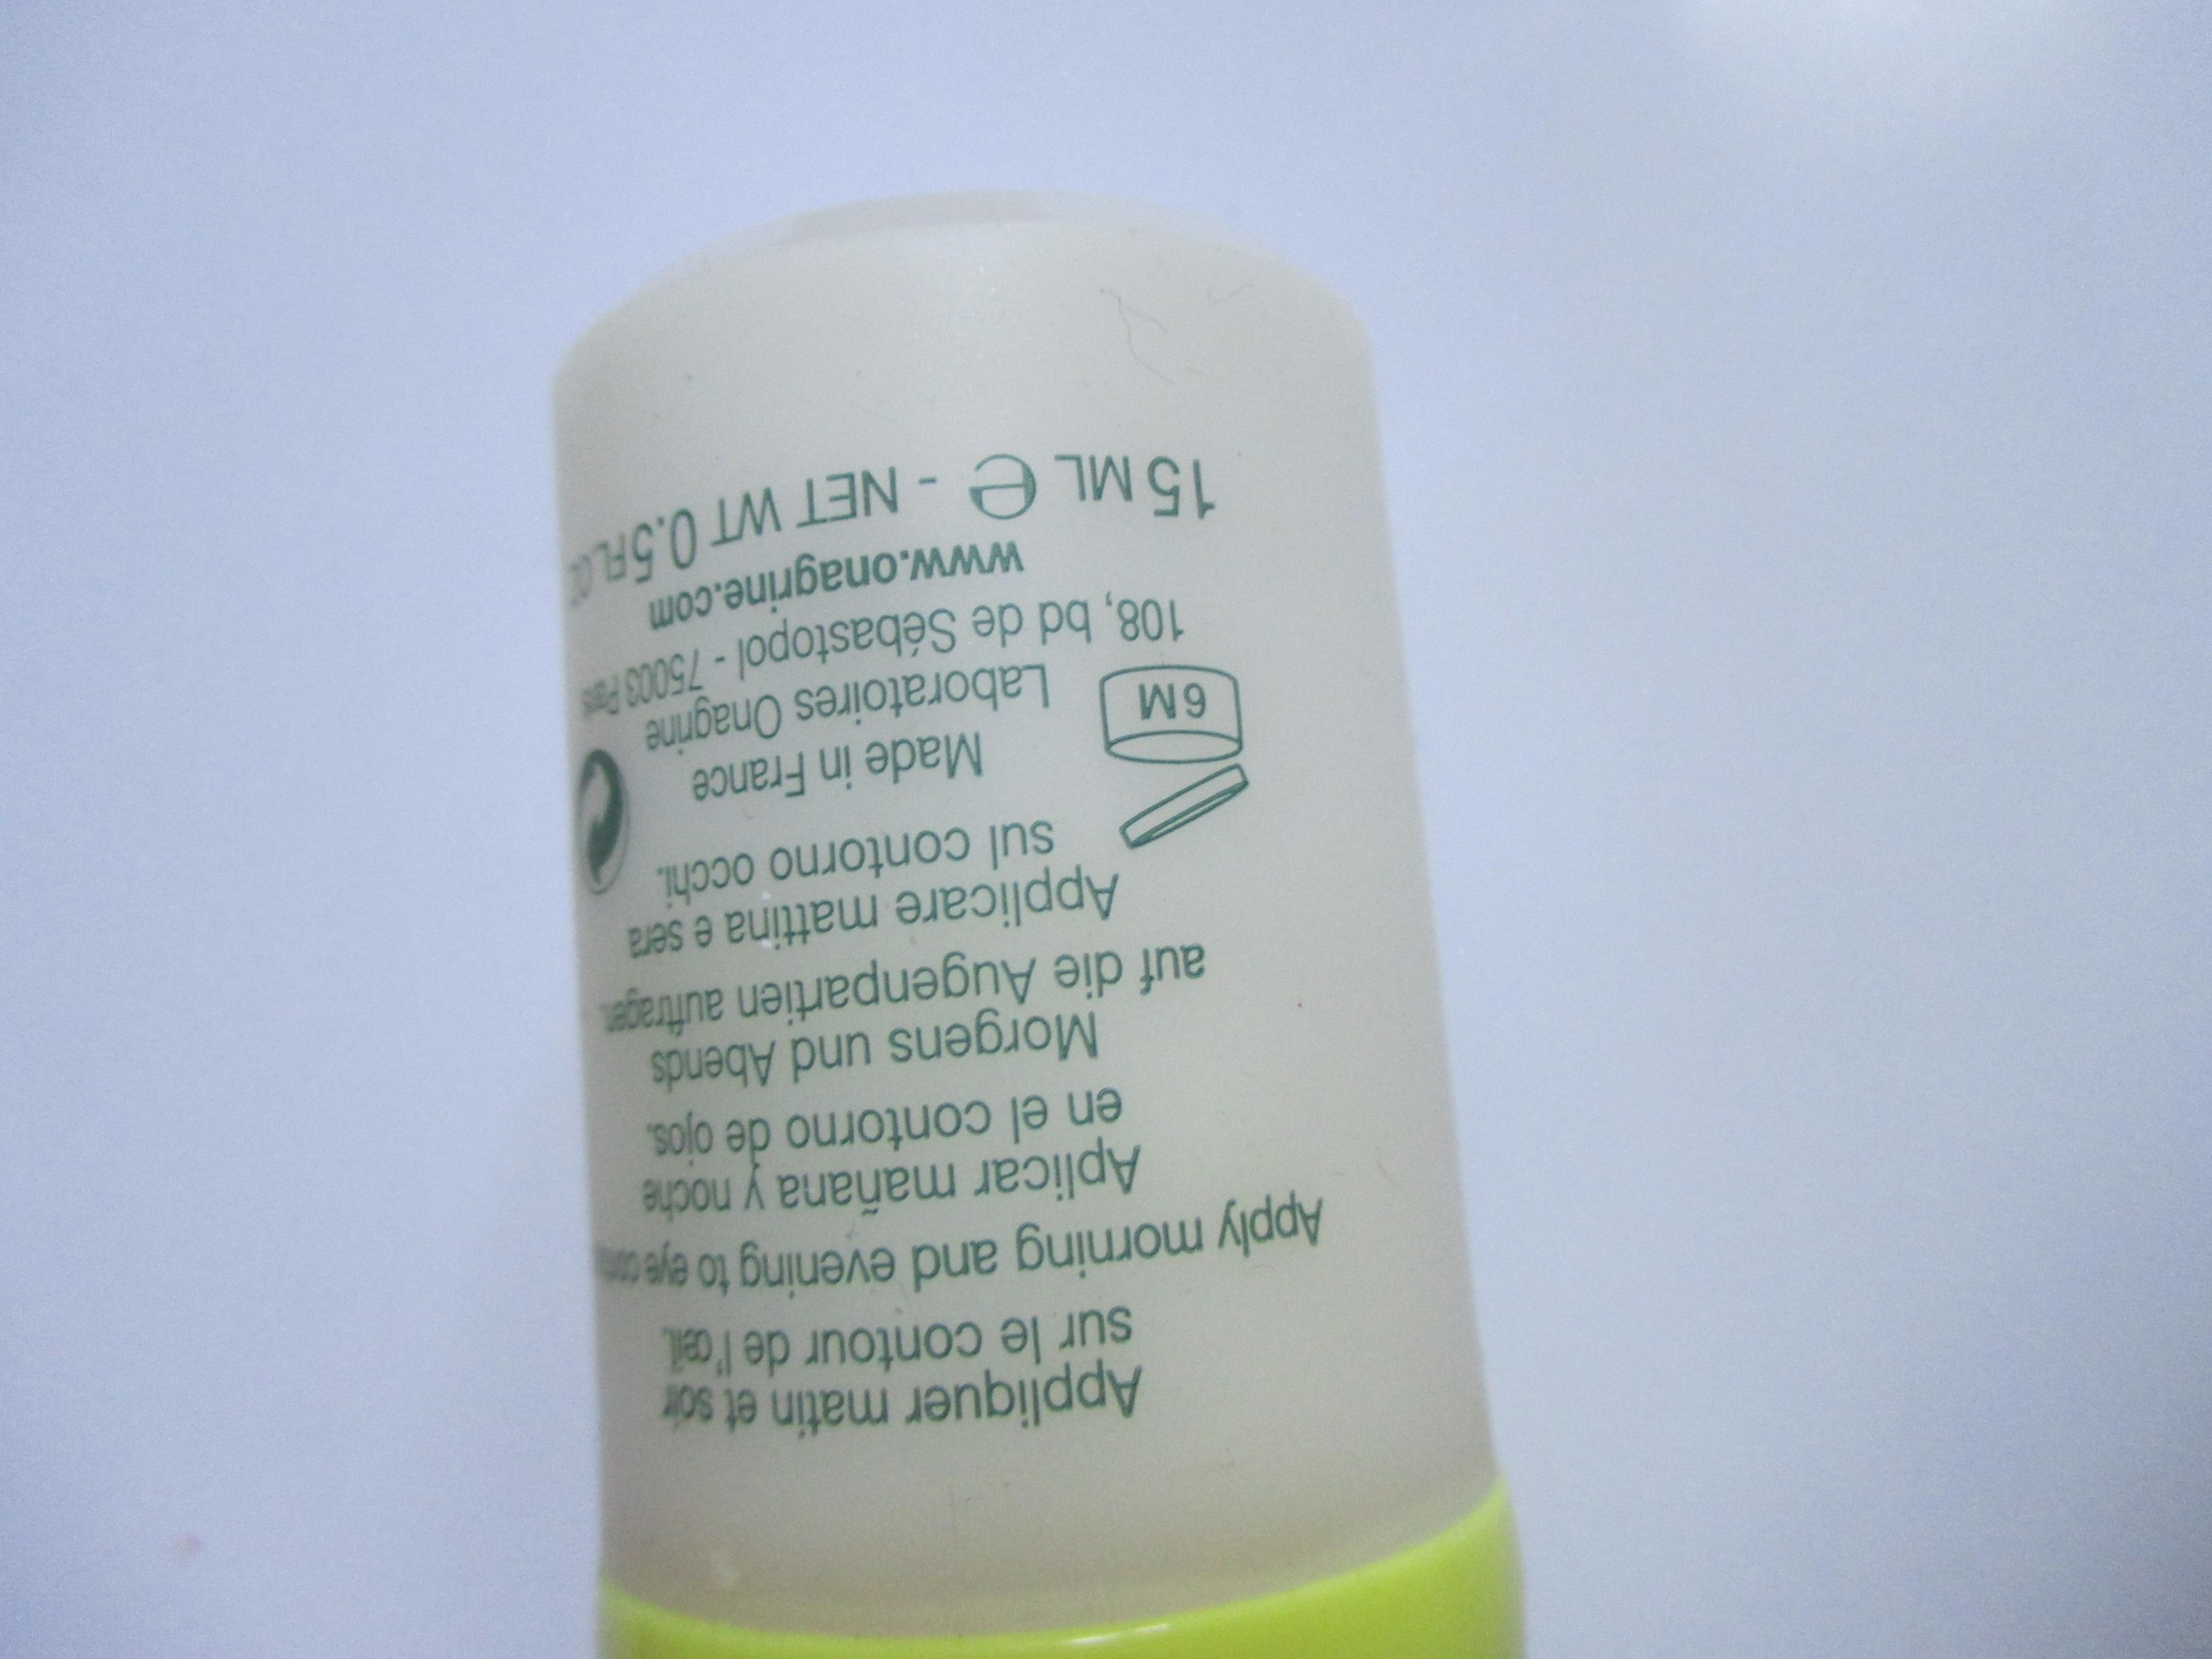 Appliquer matin et soir
sur le contour de l'œil.
Apply morning and evening to eye
Aplicar mañana y noche
en el contorno de ojos.
Morgens und Abends
auf die Augenpartien auftragen.
Applicare mattina e sera
sul contorno occhi.
Made in France
6M
Laboratoires Onagrine
108, bd de Sébastopol - 75003 Paris
www.onagrine.com
15 ML e - NET WT 0.5 FL.OZ